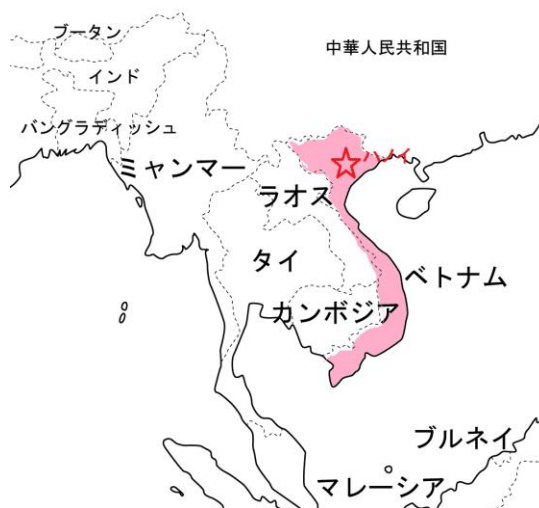 ブータン
中華人民共和国
インド
バングラディッシュ
ミャンマー
ハノイ
ラオス
タイ
ベトナム
カンボジア
ブルネイ
マレーシア